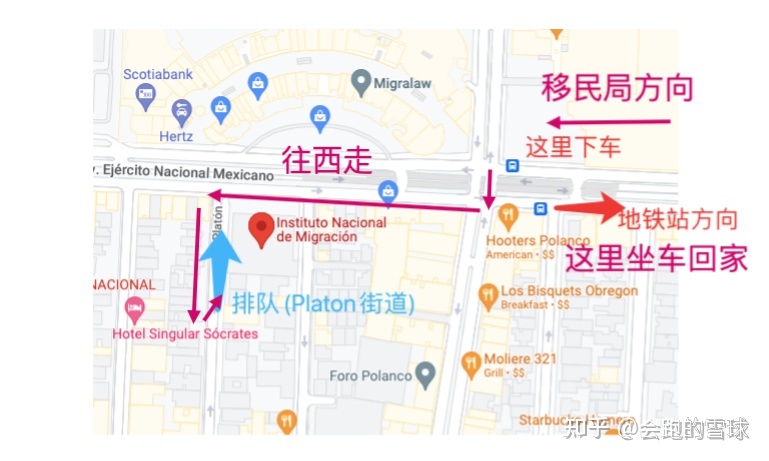 Scotiabank
Migralaw
移民局方向
Hertz
往西走
这里下车
. Ejército Nacional Mexicano
Platón
Instituto Nacional
de Migración
地铁站方向
Hooters Polanco
American · $$
这里坐车回家
NACIONAL
排队 (Platon 街道)
Los Bisquets Obregon
Breakfast · $$
Hotel Singular Sócrates
Moliere 321
Grill · $$
Foro Polanco
Starbucks
知乎 @会跑的雪球